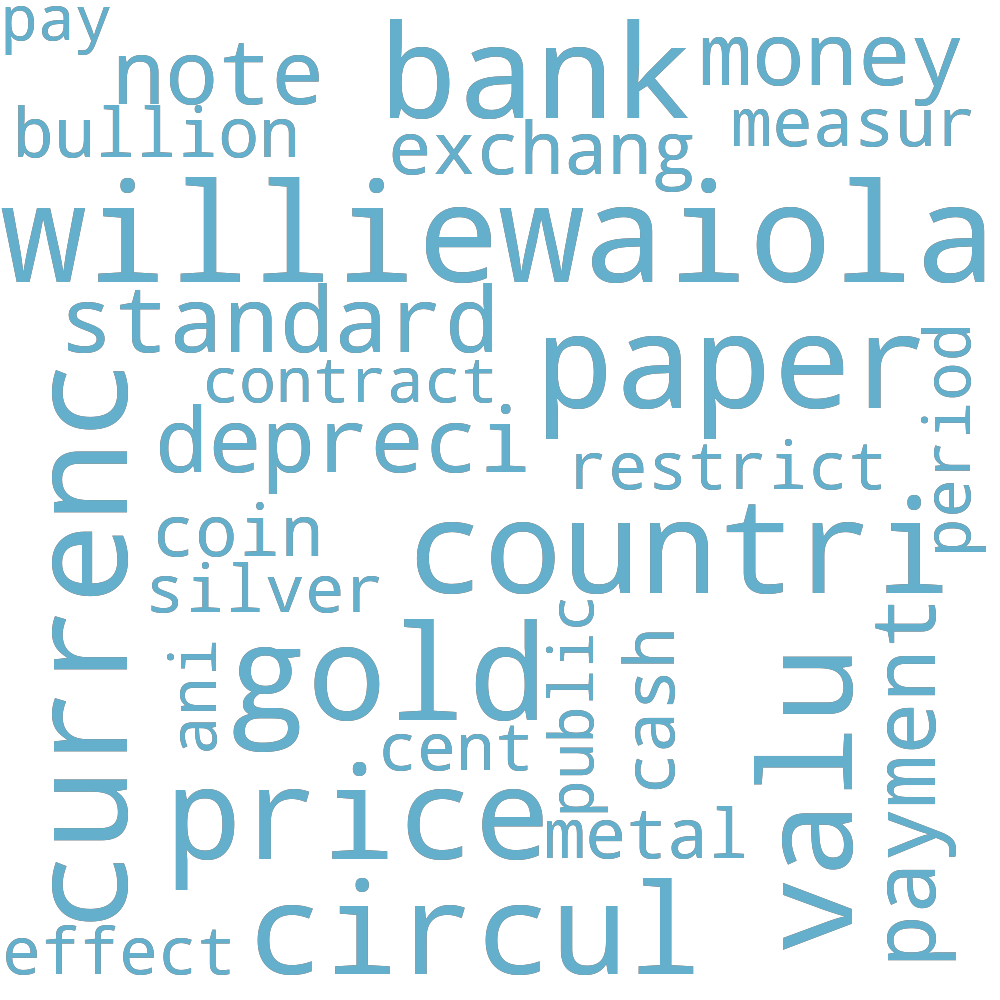 pay
note
bank
money
bullion
exchang
measur
williewaiola
standard
paper
period
contract
currenc
depreci
restrict
coin
countri
silver
public
payment
ani
gold
cash
valu
cent
price
metal
circul
effect